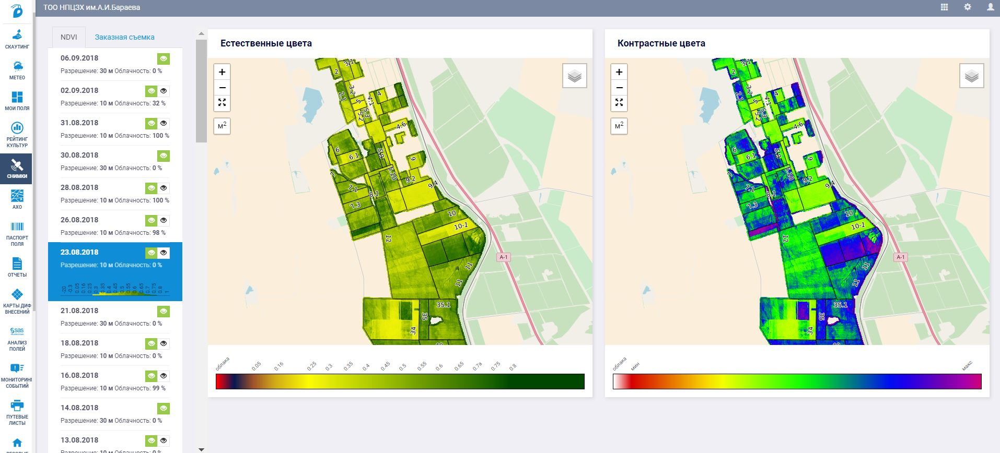 ТОО НПЦЗХ им.А.И.Бараева
СКАУТИНГ
МЕТЕО
МОИ ПОЛЯ
РЕЙТИНГ
КУЛЬТУР
СНИМКИ
АХО
ПАСПОРТ
ПОЛЯ
ОТЧЕТЫ
КАРТЫ ДИФ
ВНЕСЕНИЙ
sas
АНАЛИЗ
ПОЛЕЙ
МОНИТОРИНГ
СОБЫТИЙ
ПУТЕВЫЕ
ЛИСТЫ
NDVI
Заказная съемка
06.09.2018
Разрешение: 30 м Облачность: 0 %
02.09.2018
Разрешение: 10 м Облачность: 32 %
31.08.2018
Разрешение: 10 м Облачность: 100 %
30.08.2018
Разрешение: 30 м Облачность: 0 %
28.08.2018
Разрешение: 10 м Облачность: 100 %
26.08.2018
Разрешение: 10 м Облачность: 98 %
23.08.2018
Разрешение: 10 м Облачность: 0 %
-20 -0.3 0.05 0.16 0.25 0.3 0.35 0.4 0.45 0.5 0.55 0.6 0.65 0.7 0.75 0.8 1
21.08.2018
Разрешение: 30 м Облачность: 0 %
18.08.2018
Разрешение: 10 м Облачность: 0 %
16.08.2018
Разрешение: 10 м Облачность: 99 %
14.08.2018
Разрешение: 30 м Облачность: 0 %
13.08.2018
Разрешение: 10 м Облачность: 0 %
Естественные цвета
+
−
м²
3.1
2
3.2
2.1
4
4.1
5
5.3
5.2
4.6
6
6.1
5.9
9
7
5.10
9.2
9.4
7.1
8.1
7.3
10
10-1
12
A-1
11
11
35.1
35
34
облака 0.05 0.16 0.25 0.3 0.35 0.4 0.45 0.5 0.55 0.6 0.65 0.7а 0.75 0.8
Контрастные цвета
+
−
м²
3.1
2
3.2
2.1
4
4.1
5
5.3
5.2
4.6
6
6.1
5.9
9
7
5.10
9.2
9.4
7.1
8.1
7.3
10
10-1
12
A-1
11
11
35.1
35
34
облака мин макс